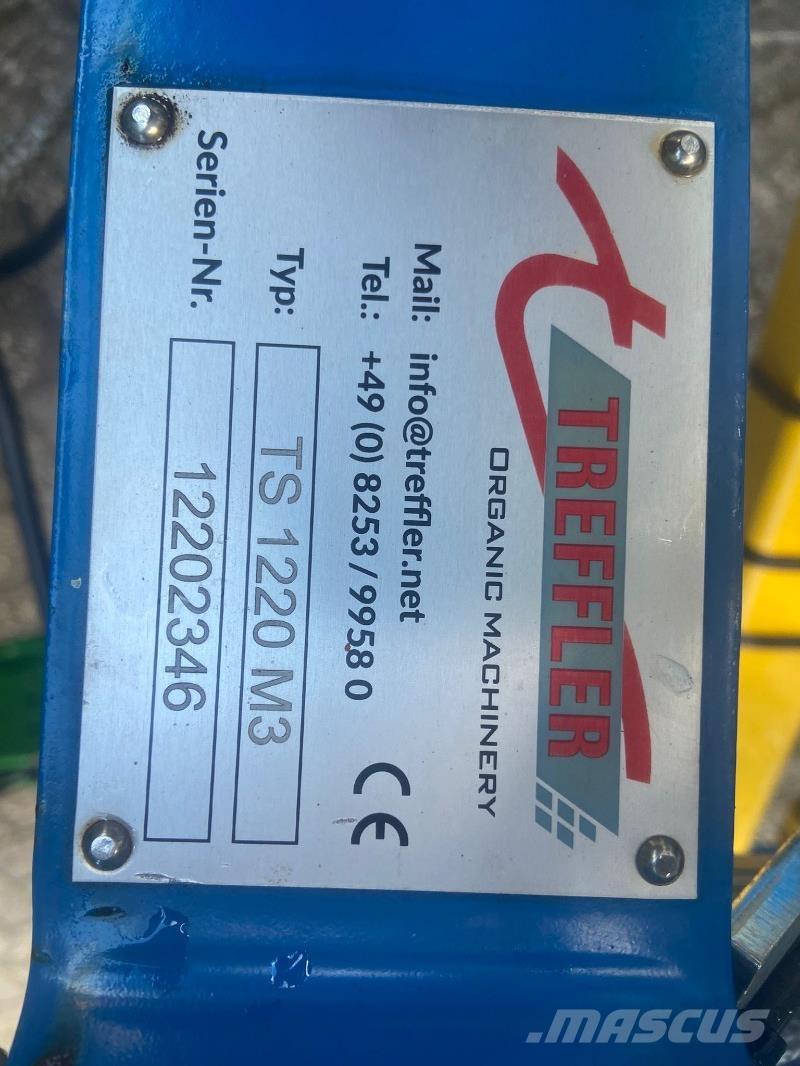 TREFFLER
ORGANIC MACHINERY
Mail: info@treffler.net
Tel.: +49 (0) 8253 / 9958 0
CE
Typ: TS 1220 M3
Serien-Nr. 12202346
.MASCUS